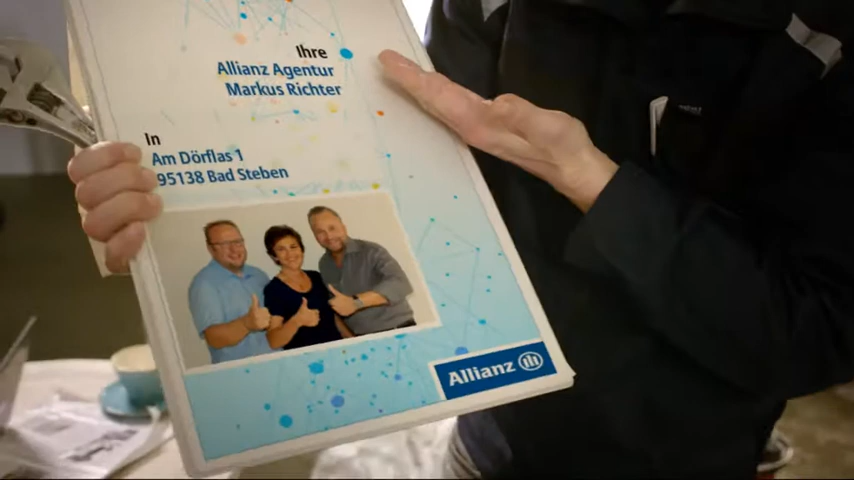 Ihre
Allianz Agentur
Markus Richter
In
Am Dörflas 1
95138 Bad Steben
Allianz